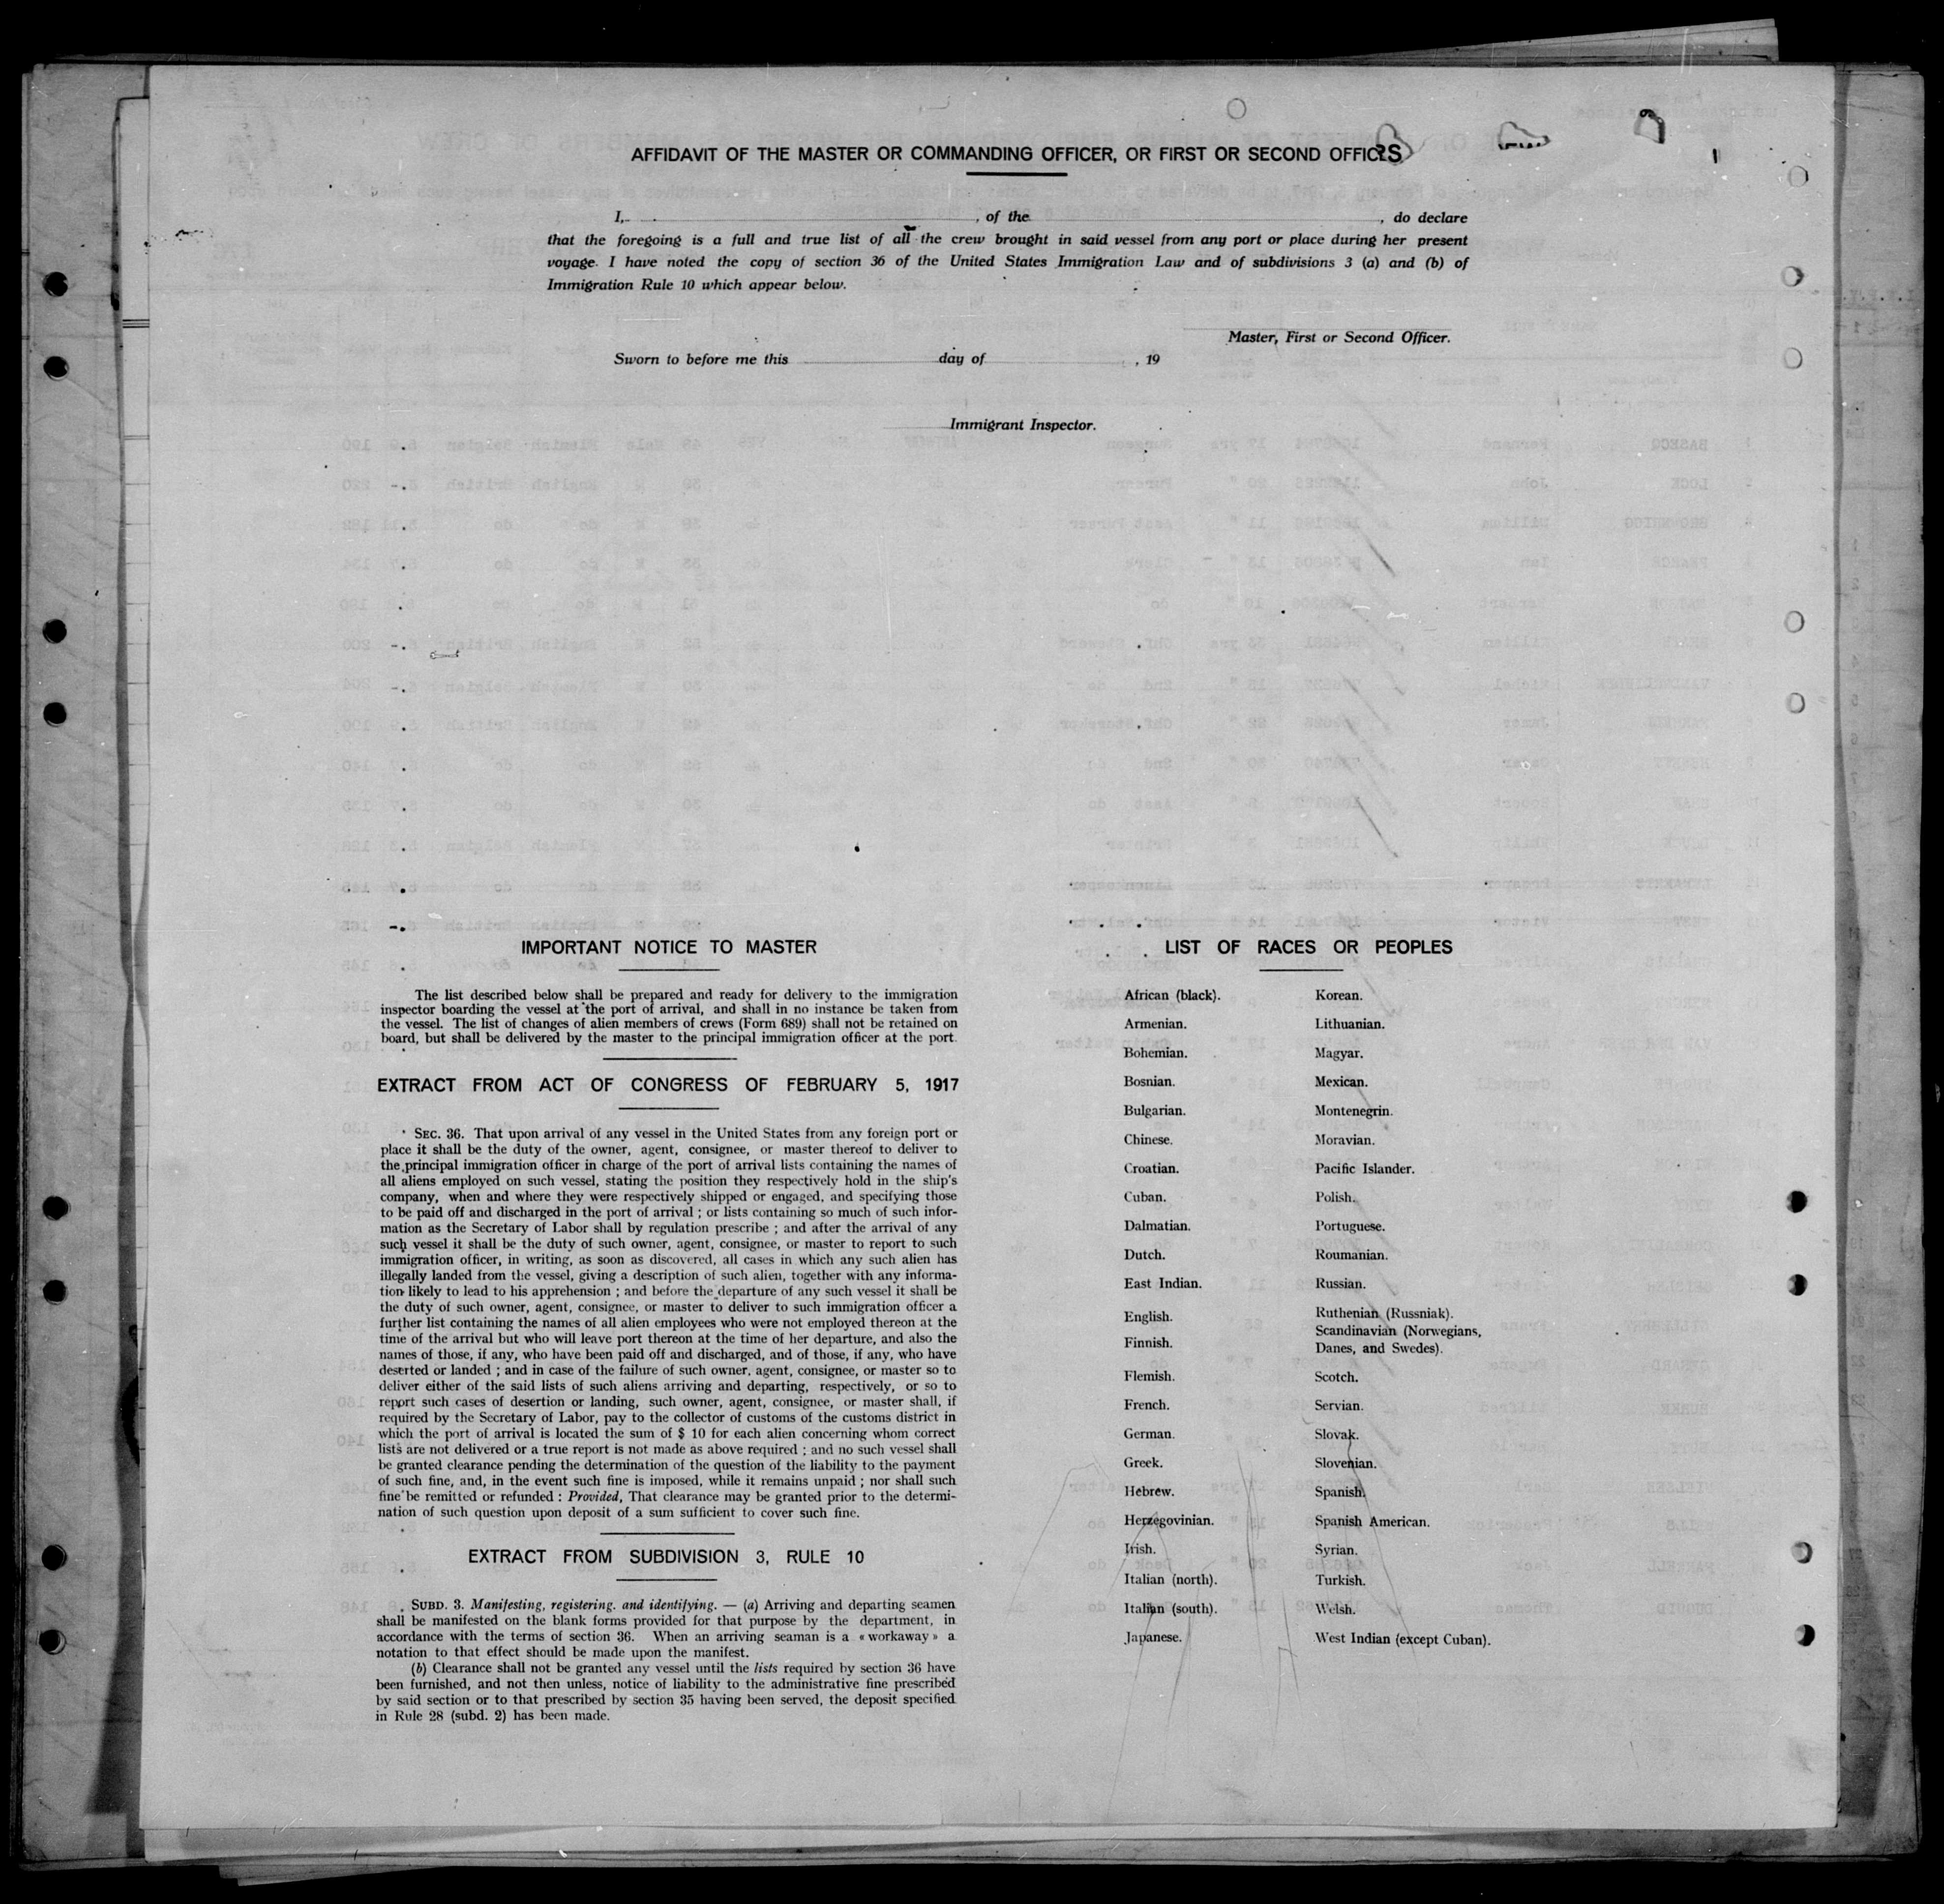 AFFIDAVIT OF THE MASTER OR COMMANDING OFFICER, OR FIRST OR SECOND OFFICES
I, , of the , do declare
that the foregoing is a full and true list of all the crew brought in said vessel from any port or place during her present
voyage. I have noted the copy of section 36 of the United States Immigration Law and of subdivisions 3 (a) and (b) of
Immigration Rule 10 which appear below.
Master, First or Second Officer.
Sworn to before me this day of , 19
Immigrant Inspector.
IMPORTANT NOTICE TO MASTER
The list described below shall be prepared and ready for delivery to the immigration
inspector boarding the vessel at the port of arrival, and shall in no instance be taken from
the vessel. The list of changes of alien members of crews (Form 689) shall not be retained on
board, but shall be delivered by the master to the principal immigration officer at the port.
EXTRACT FROM ACT OF CONGRESS OF FEBRUARY 5, 1917
SEC. 36. That upon arrival of any vessel in the United States from any foreign port or
place it shall be the duty of the owner, agent, consignee, or master thereof to deliver to
the principal immigration officer in charge of the port of arrival lists containing the names of
all aliens employed on such vessel, stating the position they respectively hold in the ship's
company, when and where they were respectively shipped or engaged, and specifying those
to be paid off and discharged in the port of arrival ; or lists containing so much of such infor-
mation as the Secretary of Labor shall by regulation prescribe ; and after the arrival of any
such vessel it shall be the duty of such owner, agent, consignee, or master to report to such
immigration officer, in writing, as soon as discovered, all cases in which any such alien has
illegally landed from the vessel, giving a description of such alien, together with any informa-
tion likely to lead to his apprehension ; and before the departure of any such vessel it shall be
the duty of such owner, agent, consignee, or master to deliver to such immigration officer a
further list containing the names of all alien employees who were not employed thereon at the
time of the arrival but who will leave port thereon at the time of her departure, and also the
names of those, if any, who have been paid off and discharged, and of those, if any, who have
deserted or landed ; and in case of the failure of such owner, agent, consignee, or master so to
deliver either of the said lists of such aliens arriving and departing, respectively, or so to
report such cases of desertion or landing, such owner, agent, consignee, or master shall, if
required by the Secretary of Labor, pay to the collector of customs of the customs district in
which the port of arrival is located the sum of $ 10 for each alien concerning whom correct
lists are not delivered or a true report is not made as above required ; and no such vessel shall
be granted clearance pending the determination of the question of the liability to the payment
of such fine, and, in the event such fine is imposed, while it remains unpaid ; nor shall such
fine be remitted or refunded : Provided, That clearance may be granted prior to the determi-
nation of such question upon deposit of a sum sufficient to cover such fine.
EXTRACT FROM SUBDIVISION 3, RULE 10
SUBD. 3. Manifesting, registering. and identifying. — (a) Arriving and departing seamen
shall be manifested on the blank forms provided for that purpose by the department, in
accordance with the terms of section 36. When an arriving seaman is a « workaway » a
notation to that effect should be made upon the manifest.
(b) Clearance shall not be granted any vessel until the lists required by section 36 have
been furnished, and not then unless, notice of liability to the administrative fine prescribed
by said section or to that prescribed by section 35 having been served, the deposit specified
in Rule 28 (subd. 2) has been made.
LIST OF RACES OR PEOPLES
African (black).
Armenian.
Bohemian.
Bosnian.
Bulgarian.
Chinese.
Croatian.
Cuban.
Dalmatian.
Dutch.
East Indian.
English.
Finnish.
Flemish.
French.
German.
Greek.
Hebrew.
Herzegovinian.
Irish.
Italian (north).
Italian (south).
Japanese.
Korean.
Lithuanian.
Magyar.
Mexican.
Montenegrin.
Moravian.
Pacific Islander.
Polish.
Portuguese.
Roumanian.
Russian.
Ruthenian (Russniak).
Scandinavian (Norwegians,
Danes, and Swedes).
Scotch.
Servian.
Slovak.
Slovenian.
Spanish.
Spanish American.
Syrian.
Turkish.
Welsh.
West Indian (except Cuban).